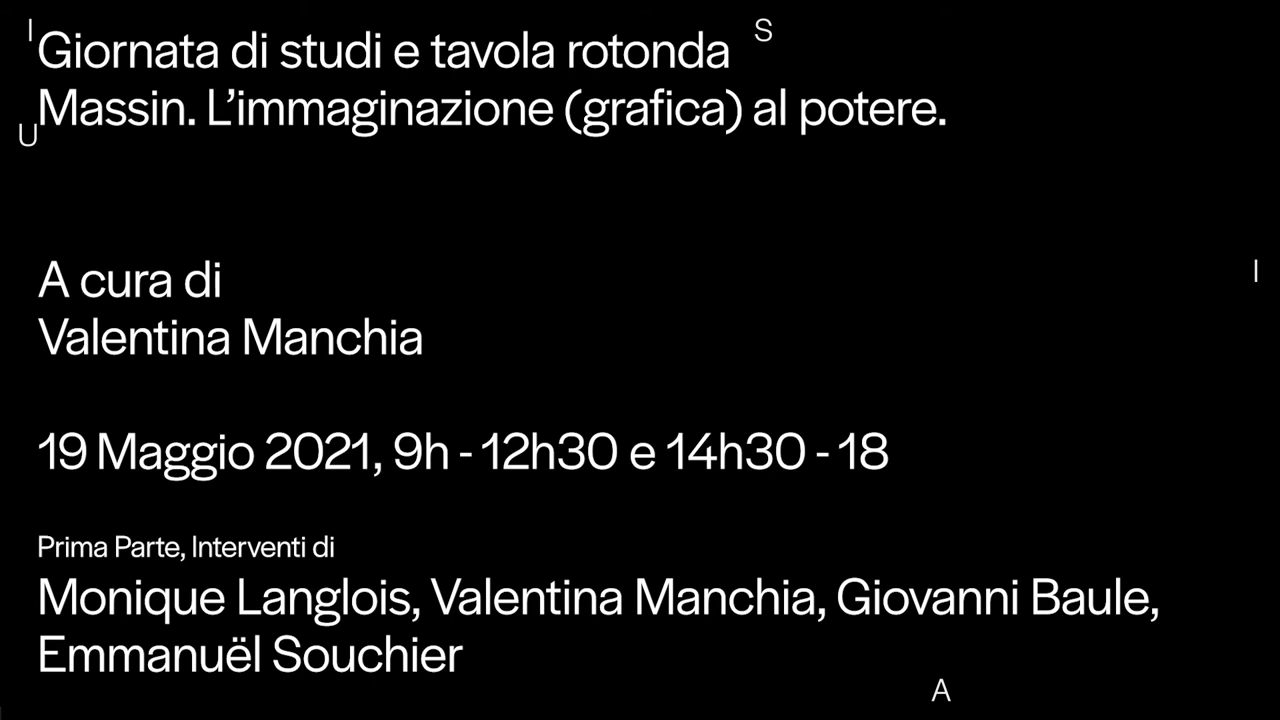 I
S
Giornata di studi e tavola rotonda
Massin. L’immaginazione (grafica) al potere.
U
A cura di
I
Valentina Manchia
19 Maggio 2021, 9h - 12h30 e 14h30 - 18
Prima Parte, Interventi di
Monique Langlois, Valentina Manchia, Giovanni Baule,
Emmanuël Souchier
A